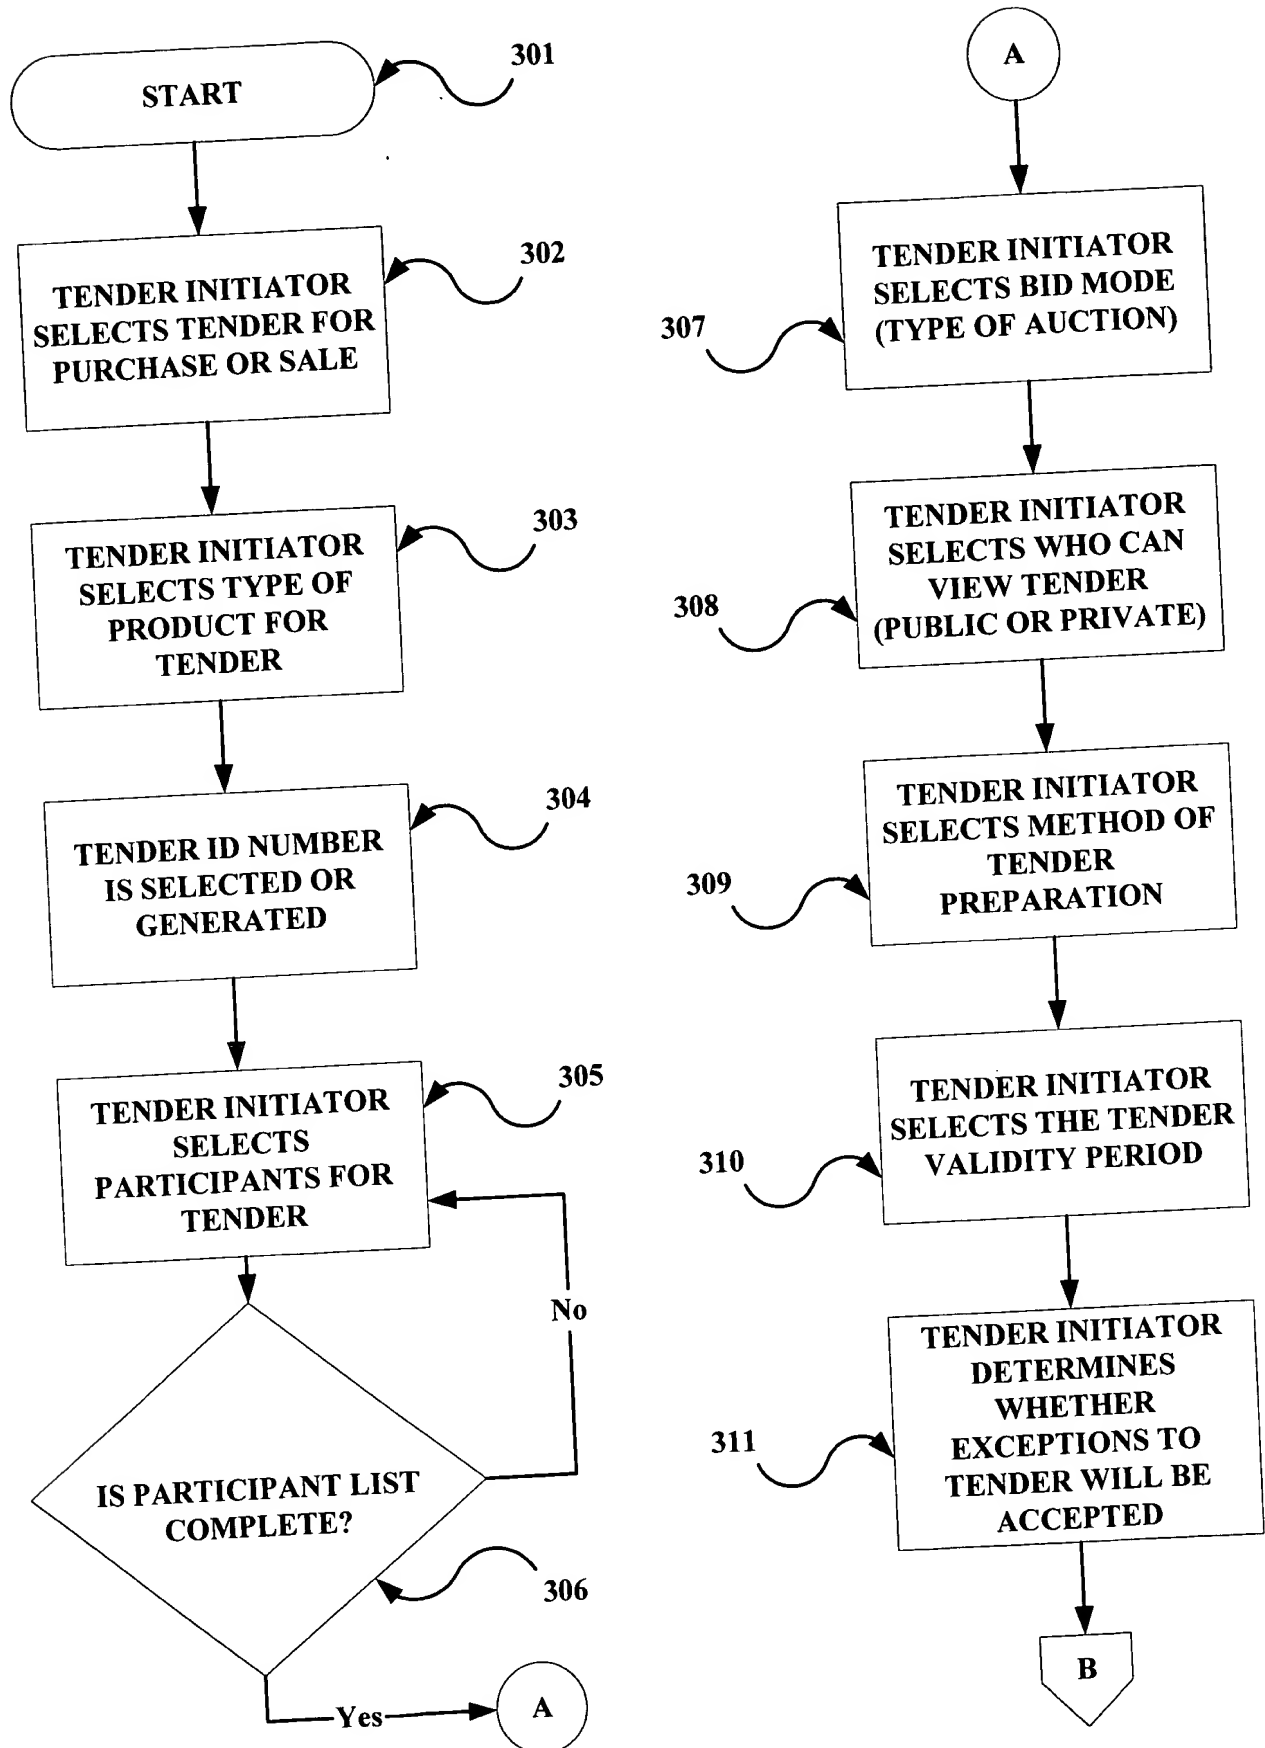 START
301
TENDER INITIATOR
SELECTS TENDER FOR
PURCHASE OR SALE
302
TENDER INITIATOR
SELECTS TYPE OF
PRODUCT FOR
TENDER
303
TENDER ID NUMBER
IS SELECTED OR
GENERATED
304
TENDER INITIATOR
SELECTS
PARTICIPANTS FOR
TENDER
305
No
IS PARTICIPANT LIST
COMPLETE?
306
Yes
A
A
TENDER INITIATOR
SELECTS BID MODE
(TYPE OF AUCTION)
307
TENDER INITIATOR
SELECTS WHO CAN
VIEW TENDER
(PUBLIC OR PRIVATE)
308
TENDER INITIATOR
SELECTS METHOD OF
TENDER
PREPARATION
309
TENDER INITIATOR
SELECTS THE TENDER
VALIDITY PERIOD
310
TENDER INITIATOR
DETERMINES
WHETHER
EXCEPTIONS TO
TENDER WILL BE
ACCEPTED
311
B